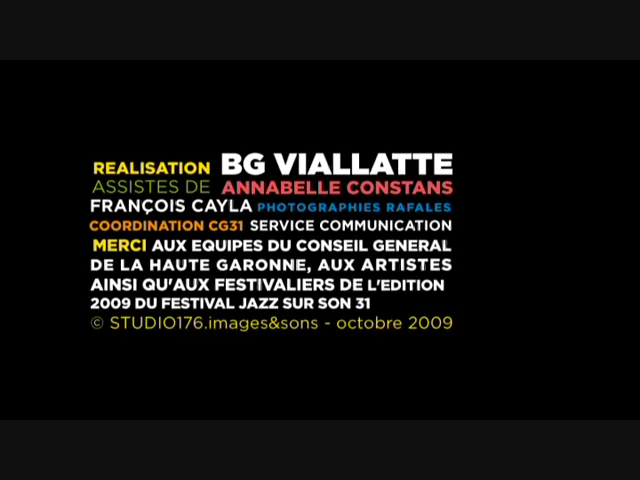 REALISATION BG VIALLATTE
ASSISTES DE ANNABELLE CONSTANS
FRANÇOIS CAYLA PHOTOGRAPHIES RAFALES
COORDINATION CG31 SERVICE COMMUNICATION
MERCI AUX EQUIPES DU CONSEIL GENERAL
DE LA HAUTE GARONNE, AUX ARTISTES
AINSI QU'AUX FESTIVALIERS DE L'EDITION
2009 DU FESTIVAL JAZZ SUR SON 31
© STUDIO176.images&sons - octobre 2009